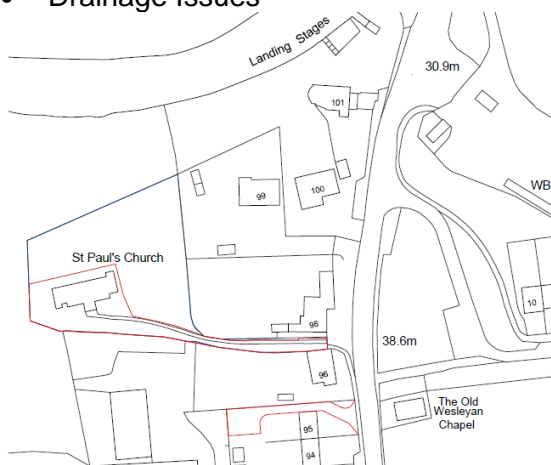 Drainage Issues
Landing Stages
30.9m
101
99
100
WB
St Paul's Church
10
98
38.6m
96
The Old
Wesleyan
Chapel
95
94